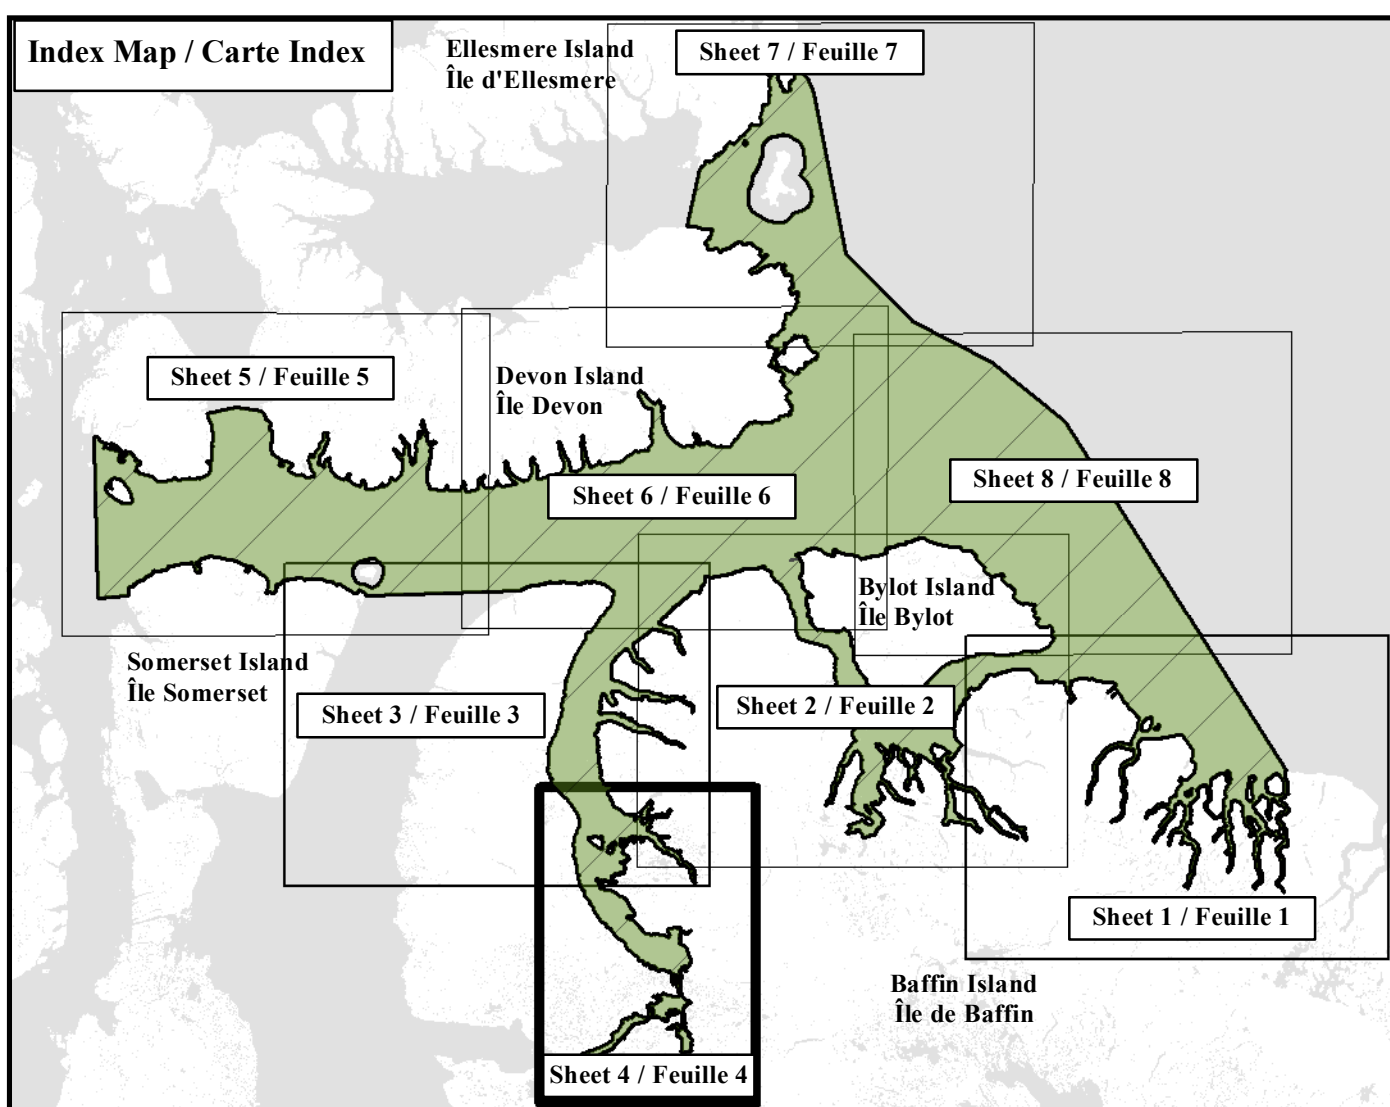 Index Map / Carte Index
Ellesmere Island
Île d'Ellesmere
Sheet 7 / Feuille 7
Sheet 5 / Feuille 5
Devon Island
Île Devon
Sheet 6 / Feuille 6
Sheet 8 / Feuille 8
Bylot Island
Île Bylot
Somerset Island
Île Somerset
Sheet 3 / Feuille 3
Sheet 2 / Feuille 2
Sheet 1 / Feuille 1
Baffin Island
Île de Baffin
Sheet 4 / Feuille 4